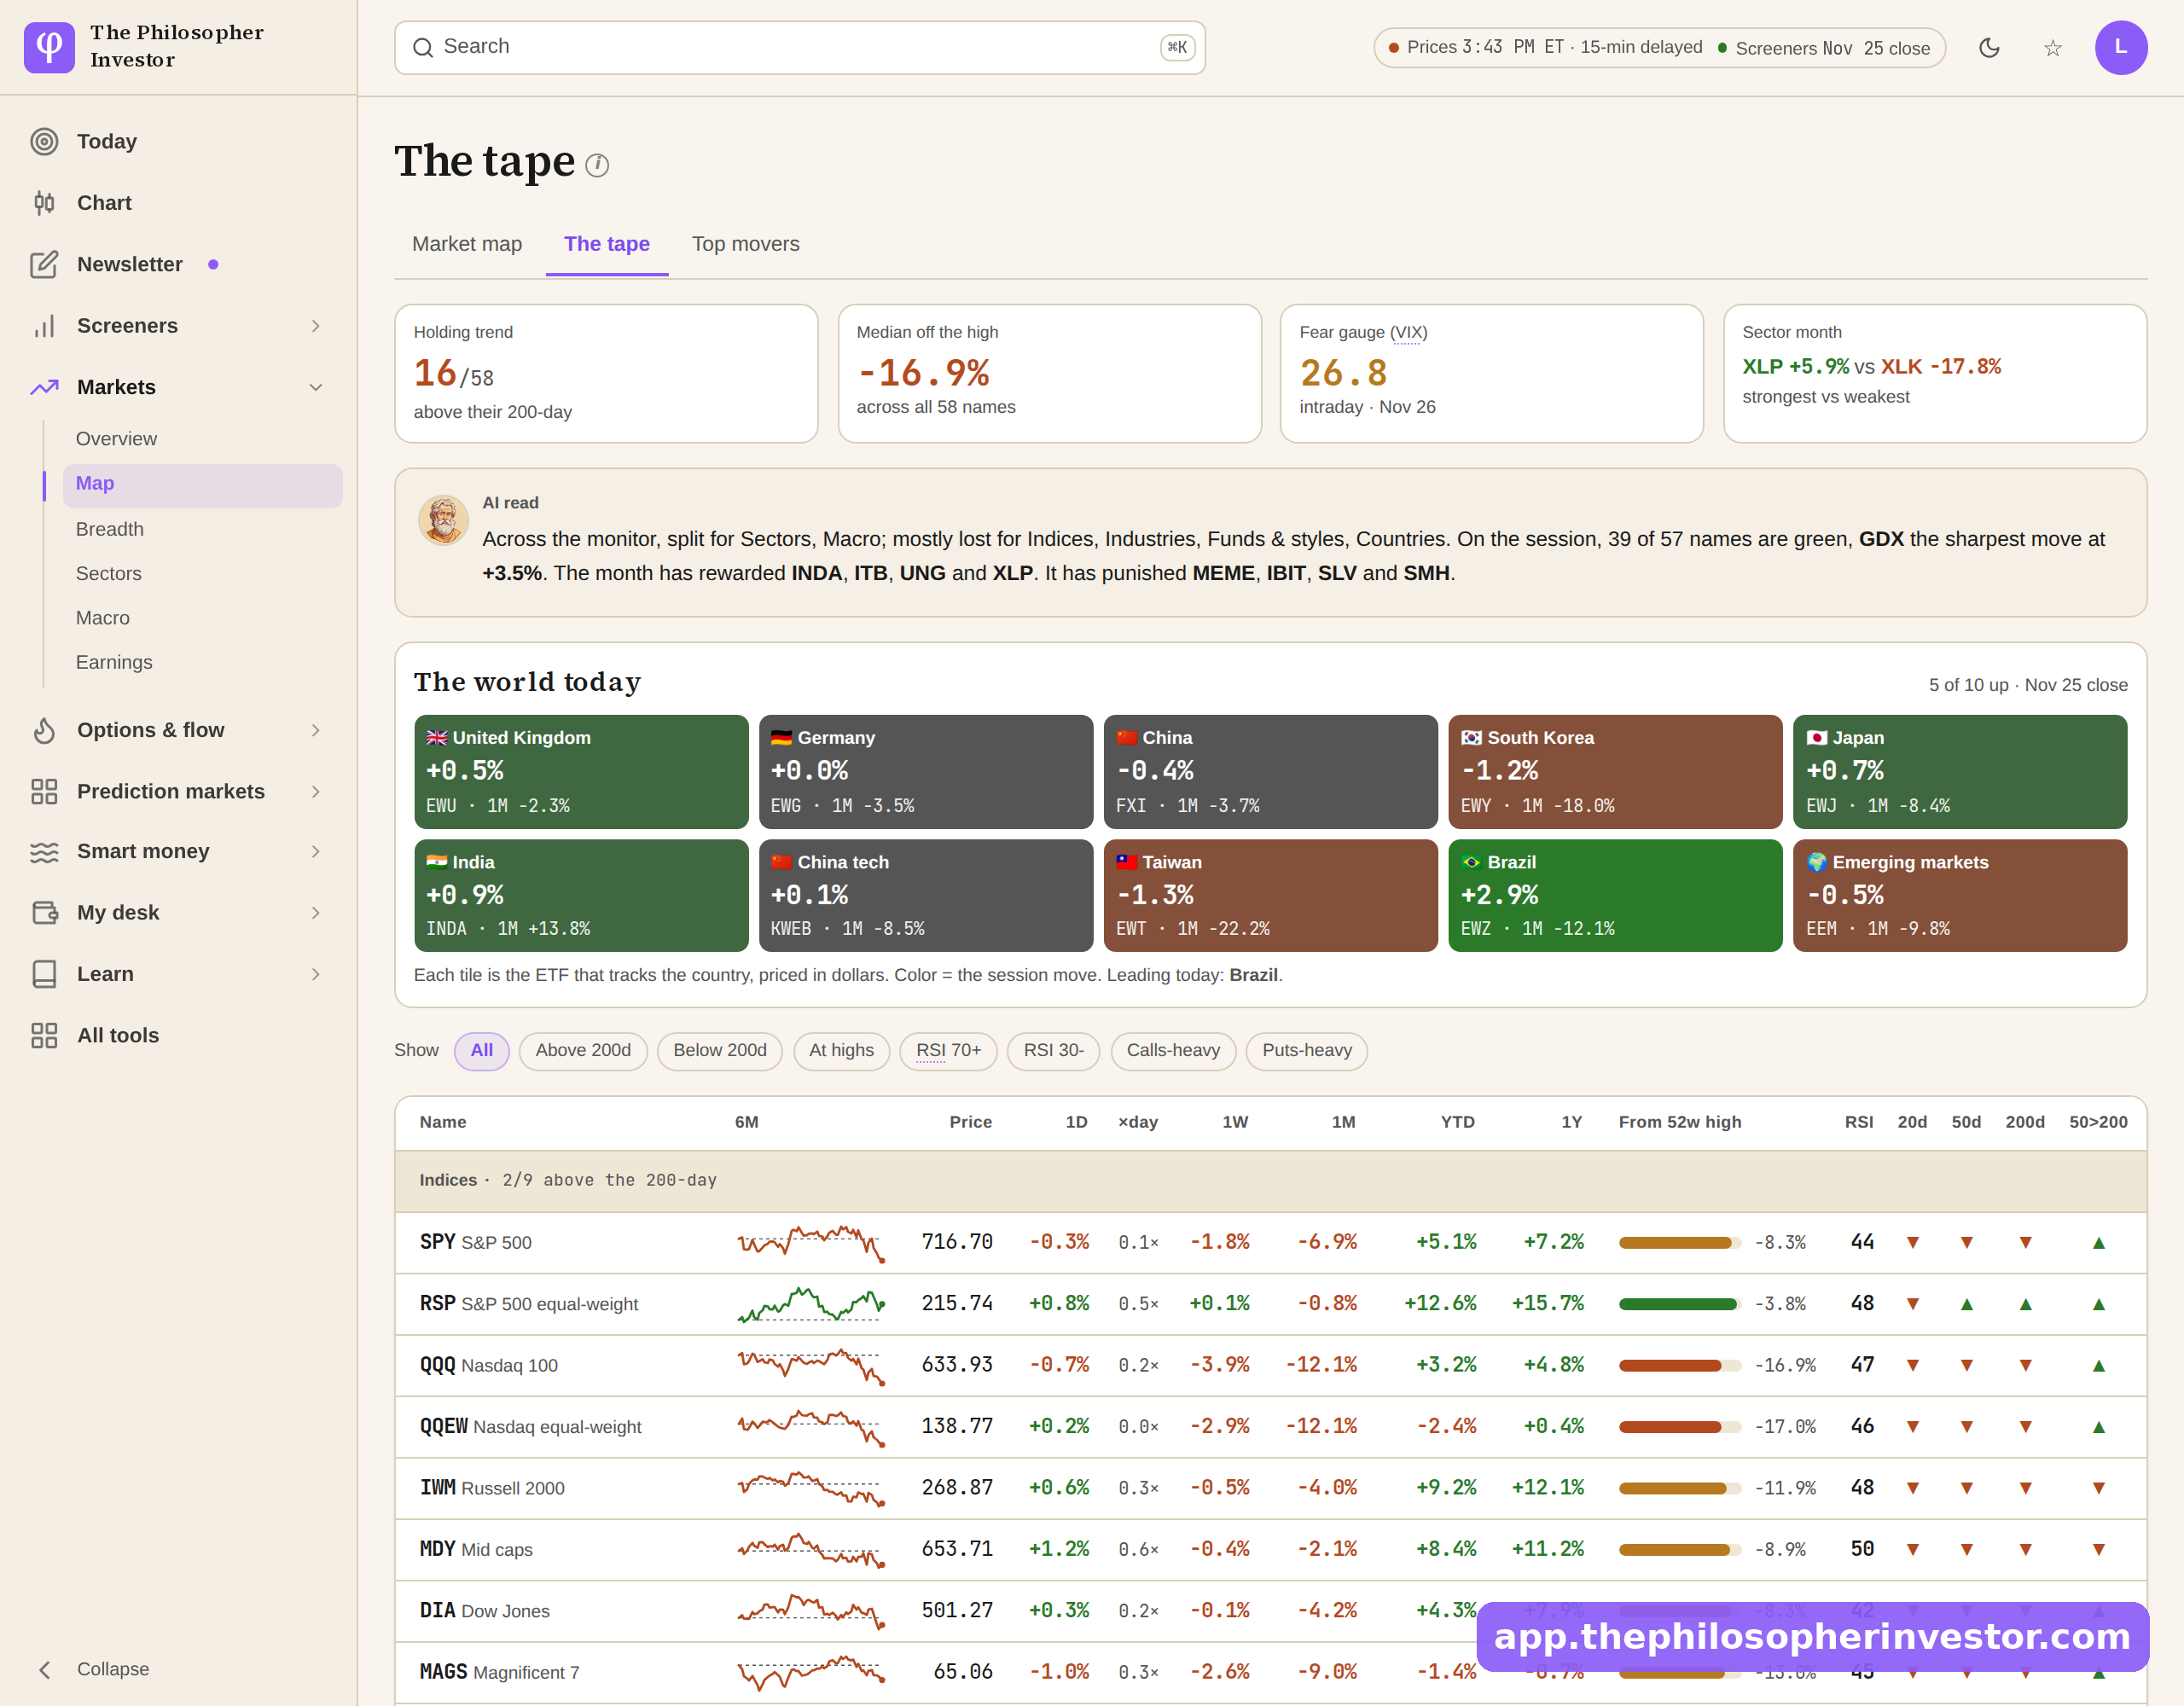 φ
The Philosopher
Investor
Search
⌘K
Prices 3:43 PM ET · 15-min delayed
Screeners Nov 25 close
☆
L
Today
Chart
Newsletter
Screeners
Markets
Overview
Map
Breadth
Sectors
Macro
Earnings
Options & flow
Prediction markets
Smart money
My desk
Learn
All tools
Collapse
The tape i
Market map
The tape
Top movers
Holding trend
16/58
above their 200-day
Median off the high
-16.9%
across all 58 names
Fear gauge (VIX)
26.8
intraday · Nov 26
Sector month
XLP +5.9% vs XLK -17.8%
strongest vs weakest
AI read
Across the monitor, split for Sectors, Macro; mostly lost for Indices, Industries, Funds & styles, Countries. On the session, 39 of 57 names are green, GDX the sharpest move at
+3.5%. The month has rewarded INDA, ITB, UNG and XLP. It has punished MEME, IBIT, SLV and SMH.
The world today
5 of 10 up · Nov 25 close
United Kingdom
+0.5%
EWU · 1M -2.3%
Germany
+0.0%
EWG · 1M -3.5%
China
-0.4%
FXI · 1M -3.7%
South Korea
-1.2%
EWY · 1M -18.0%
Japan
+0.7%
EWJ · 1M -8.4%
India
+0.9%
INDA · 1M +13.8%
China tech
+0.1%
KWEB · 1M -8.5%
Taiwan
-1.3%
EWT · 1M -22.2%
Brazil
+2.9%
EWZ · 1M -12.1%
Emerging markets
-0.5%
EEM · 1M -9.8%
Each tile is the ETF that tracks the country, priced in dollars. Color = the session move. Leading today: Brazil.
Show All Above 200d Below 200d At highs RSI 70+ RSI 30- Calls-heavy Puts-heavy
Name 6M Price 1D ×day 1W 1M YTD 1Y From 52w high RSI 20d 50d 200d 50>200
Indices · 2/9 above the 200-day
SPY S&P 500 716.70 -0.3% 0.1× -1.8% -6.9% +5.1% +7.2% -8.3% 44 ▼ ▼ ▼ ▲
RSP S&P 500 equal-weight 215.74 +0.8% 0.5× +0.1% -0.8% +12.6% +15.7% -3.8% 48 ▼ ▲ ▲ ▲
QQQ Nasdaq 100 633.93 -0.7% 0.2× -3.9% -12.1% +3.2% +4.8% -16.9% 47 ▼ ▼ ▼ ▲
QQEW Nasdaq equal-weight 138.77 +0.2% 0.0× -2.9% -12.1% -2.4% +0.4% -17.0% 46 ▼ ▼ ▼ ▲
IWM Russell 2000 268.87 +0.6% 0.3× -0.5% -4.0% +9.2% +12.1% -11.9% 48 ▼ ▼ ▼ ▼
MDY Mid caps 653.71 +1.2% 0.6× -0.4% -2.1% +8.4% +11.2% -8.9% 50 ▼ ▼ ▼ ▼
DIA Dow Jones 501.27 +0.3% 0.2× -0.1% -4.2% +4.3% +7.9% -8.3% 42 ▼ ▼ ▼ ▲
MAGS Magnificent 7 65.06 -1.0% 0.3× -2.6% -9.0% -1.4% -0.7% -13.0% 45 ▼ ▼ ▼ ▲
app.thephilosopherinvestor.com